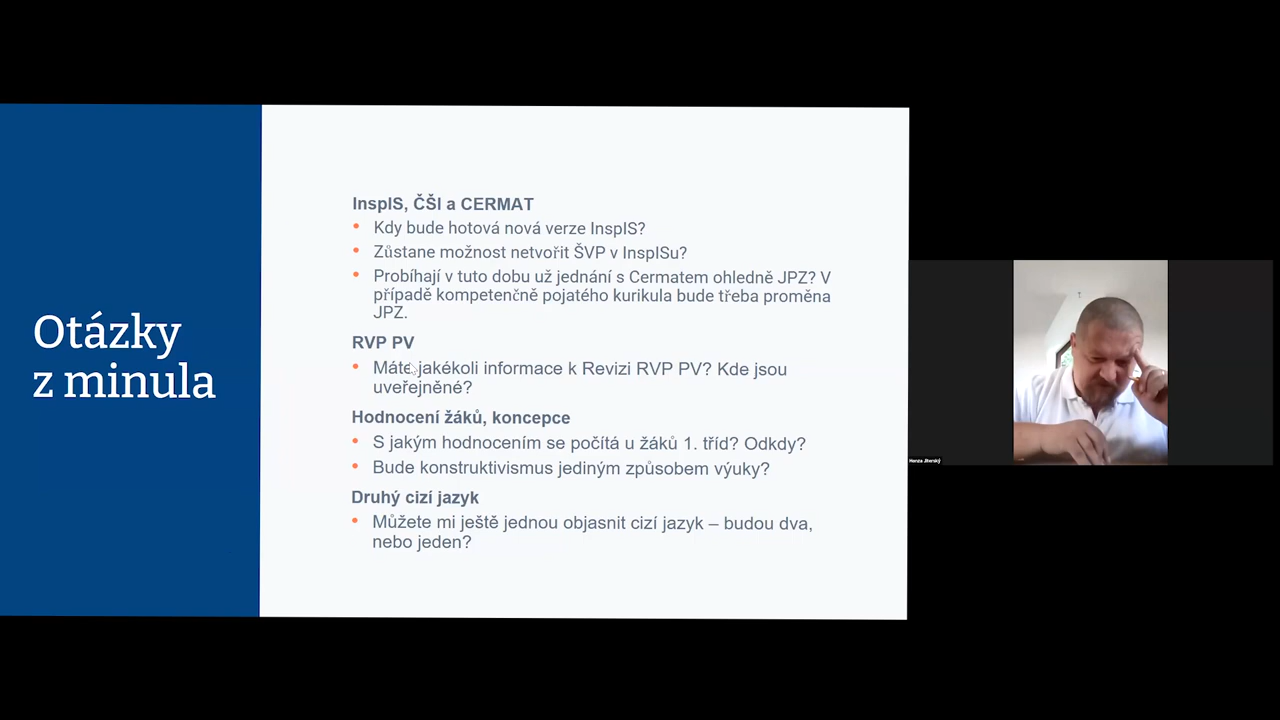 Otázky
z minula
InspIS, ČŠI a CERMAT
• Kdy bude hotová nová verze InspIS?
• Zůstane možnost netvořit ŠVP v InspISu?
• Probíhají v tuto dobu už jednání s Cermatem ohledně JPZ? V
případě kompetenčně pojatého kurikula bude třeba proměna
JPZ.
RVP PV
• Máte jakékoli informace k Revizi RVP PV? Kde jsou
uveřejněné?
Hodnocení žáků, koncepce
• S jakým hodnocením se počítá u žáků 1. tříd? Odkdy?
• Bude konstruktivismus jediným způsobem výuky?
Druhý cizí jazyk
• Můžete mi ještě jednou objasnit cizí jazyk – budou dva,
nebo jeden?